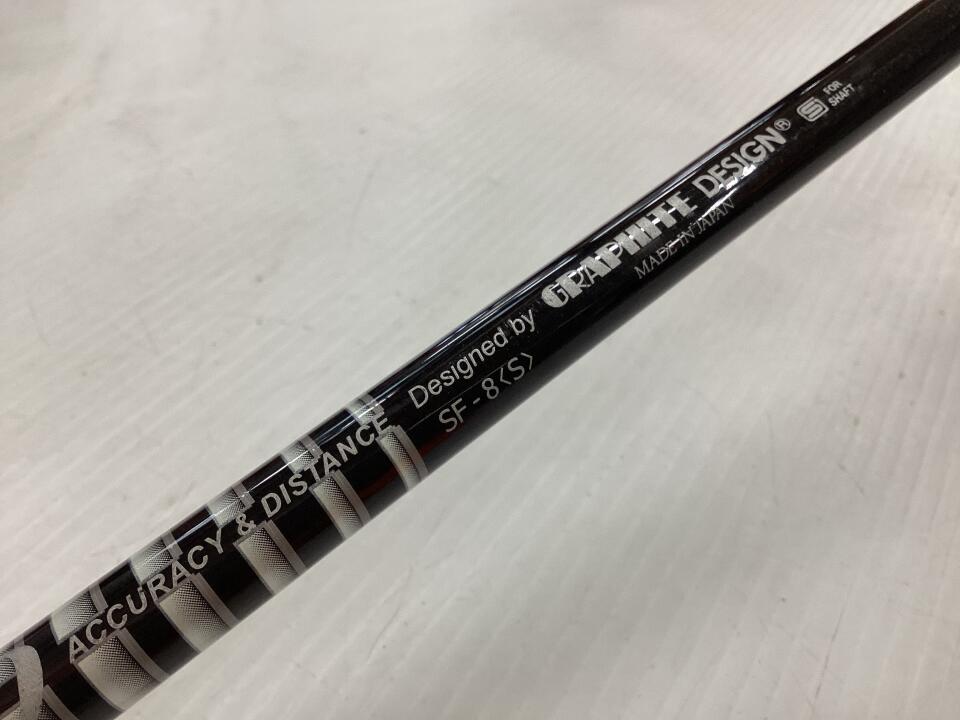 ACCURACY & DISTANCE
Designed by GRAPHITE DESIGN®
SF-8<S>
MADE IN JAPAN
S FOR
SHAFT